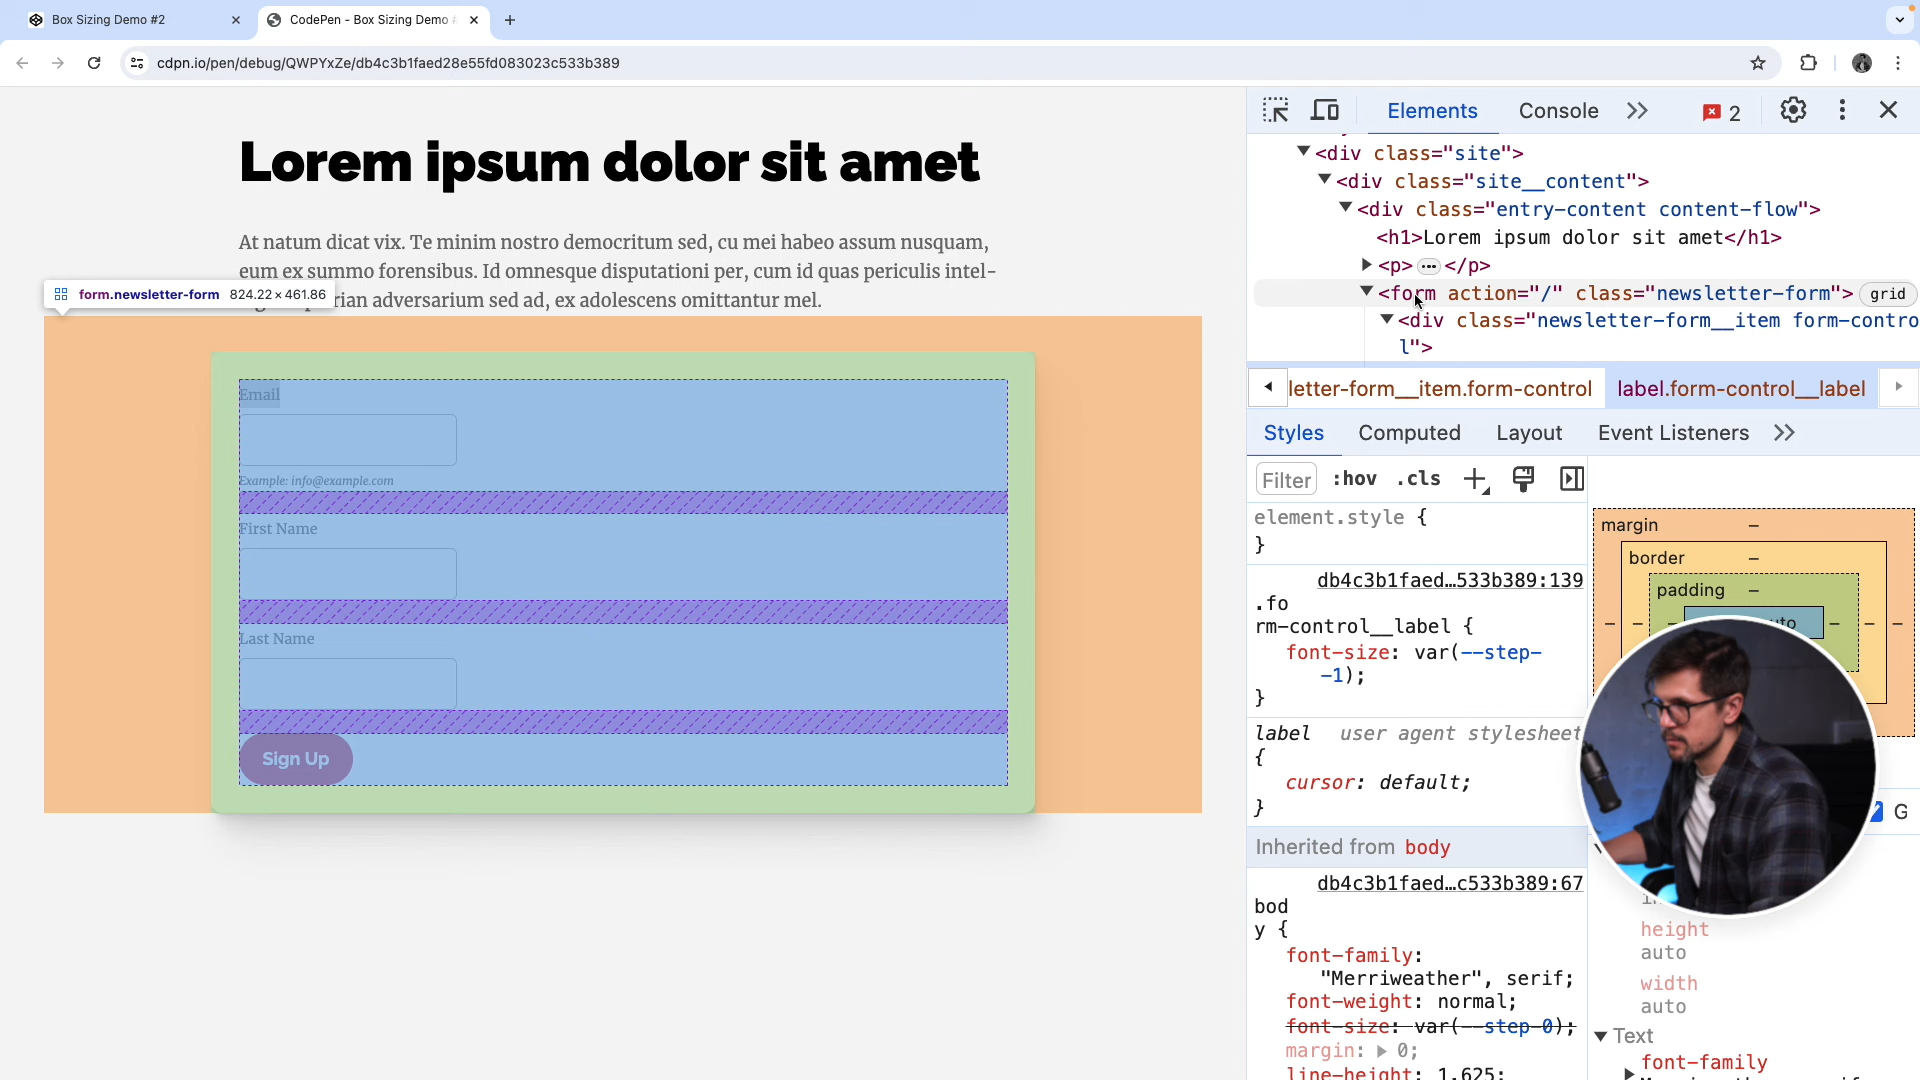 Box Sizing Demo #2
CodePen - Box Sizing Demo
cdpn.io/pen/debug/QWPYxZe/db4c3b1faed28e55fd083023c533b389
Lorem ipsum dolor sit amet
At natum dicat vix. Te minim nostro democritum sed, cu mei habeo assum nusquam,
eum ex summo forensibus. Id omnesque disputationi per, cum id quas periculis intel-
rian adversarium sed ad, ex adolescens omittantur mel.
form.newsletter-form 824.22×461.86
Email
Example: info@example.com
First Name
Last Name
Sign Up
Elements
Console
2
<div class="site">
<div class="site__content">
<div class="entry-content content-flow">
<h1>Lorem ipsum dolor sit amet</h1>
<p> … </p>
<form action="/" class="newsletter-form"> grid
<div class="newsletter-form__item form-contro
l">
letter-form__item.form-control
label.form-control__label
Styles
Computed
Layout
Event Listeners
Filter
:hov
.cls
element.style {
}
db4c3b1faed…533b389:139
.fo
rm-control__label {
font-size: var(--step-
-1);
}
label user agent stylesheet
{
cursor: default;
}
Inherited from body
db4c3b1faed…c533b389:67
bod
y {
font-family:
"Merriweather", serif;
font-weight: normal;
font-size: var(--step-0);
margin: 0;
line-height: 1.625;
margin –
border –
padding –
– – – – –
G
height
auto
width
auto
Text
font-family